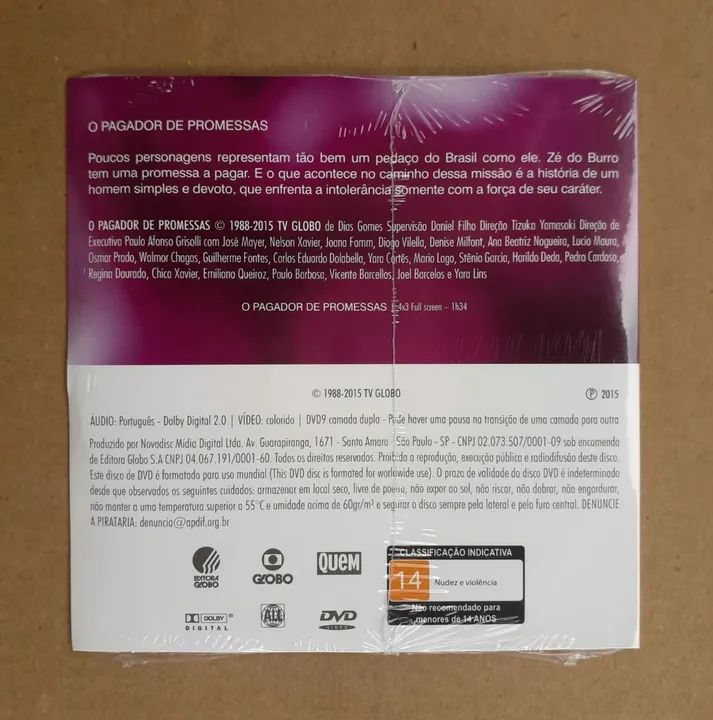 O PAGADOR DE PROMESSAS
Poucos personagens representam tão bem um pedaço do Brasil como ele. Zé do Burro
tem uma promessa a pagar. E o que acontece no caminho dessa missão é a história de um
homem simples e devoto, que enfrenta a intolerância somente com a força de seu caráter.
O PAGADOR DE PROMESSAS © 1988-2015 TV GLOBO de Dias Gomes Supervisão Daniel Filho Direção Tizuka Yamasaki Direção de
Executiva Paulo Afonso Grisolli com José Mayer, Nelson Xavier, Joana Fomm, Diogo Vilella, Denise Milfont, Ana Beatriz Nogueira, Lucio Mauro,
Osmar Prado, Walmor Chagas, Guilherme Fontes, Carlos Eduardo Dolabella, Yara Cortês, Mario Lago, Stênio Garcia, Harildo Deda, Pedro Cardoso,
Regina Dourado, Chica Xavier, Emiliano Queiroz, Paulo Barbosa, Vicente Barcellos, Joel Barcelos e Yara Lins
O PAGADOR DE PROMESSAS | 4x3 Full screen – 1h34
© 1988-2015 TV GLOBO
℗ 2015
ÁUDIO: Português - Dolby Digital 2.0 | VÍDEO: colorido | DVD9 camada dupla - Pode haver uma pausa na transição de uma camada para outra
Produzido por Novodisc Mídia Digital Ltda. Av. Guarapiranga, 1671 - Santo Amaro - São Paulo - SP - CNPJ 02.073.507/0001-09 sob encomenda
de Editora Globo S.A CNPJ 04.067.191/0001-60. Todos os direitos reservados. Proibida a reprodução, execução pública e radiodifusão deste disco.
Este disco de DVD é formatado para uso mundial (This DVD disc is formated for worldwide use). O prazo de validade do disco DVD é indeterminado
desde que observados os seguintes cuidados: armazenar em local seco, livre de poeira, não expor ao sol, não riscar, não dobrar, não engordurar,
não manter a uma temperatura superior a 55°C e umidade acima de 60gr/m³ e segurar o disco sempre pela lateral e pelo furo central. DENUNCIE
A PIRATARIA: denuncia@apdif.org.br
EDITORA
GLOBO
GLOBO
QUEM
CLASSIFICAÇÃO INDICATIVA
14
Nudez e violência
Não recomendado para
menores de 14 ANOS
DOLBY
DIGITAL
DVD
VIDEO